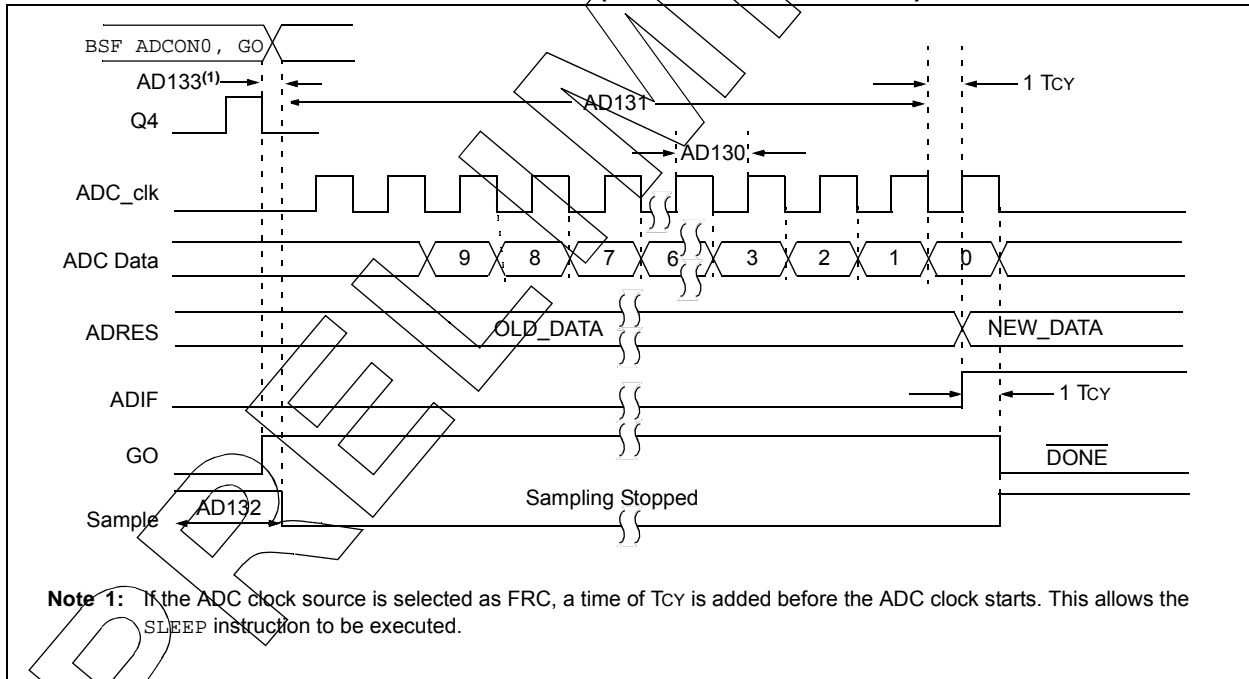 BSF ADCON0, GO
AD133(1)
1 TCY
AD131
Q4
AD130
ADC_clk
ADC Data 9 8 7 6 3 2 1 0
ADRES OLD_DATA NEW_DATA
ADIF 1 TCY
GO DONE
Sample AD132 Sampling Stopped
Note 1: If the ADC clock source is selected as FRC, a time of TCY is added before the ADC clock starts. This allows the
SLEEP instruction to be executed.